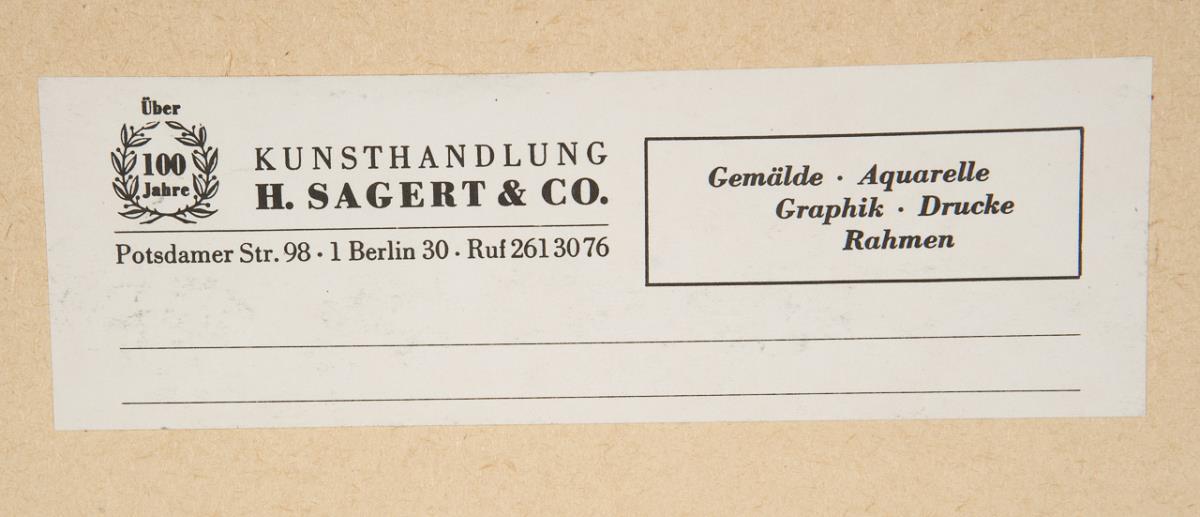 Über
100
Jahre
KUNSTHANDLUNG
H. SAGERT & CO.
Potsdamer Str. 98 · 1 Berlin 30 · Ruf 261 30 76
Gemälde · Aquarelle
Graphik · Drucke
Rahmen